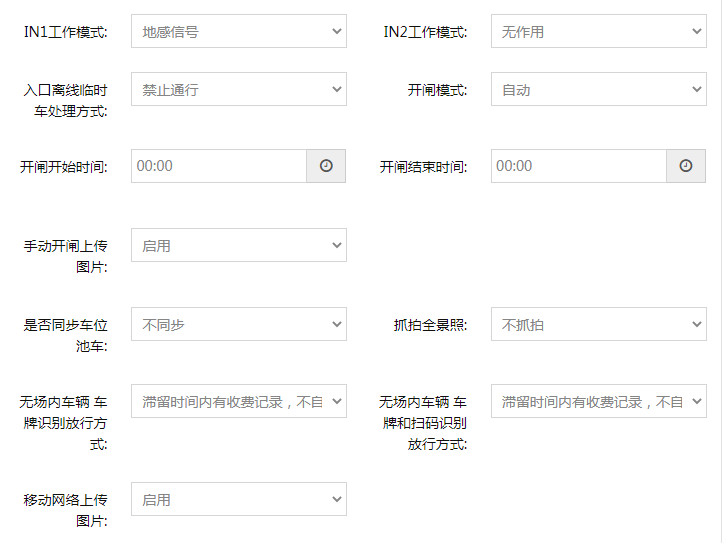 IN1工作模式: 地感信号 IN2工作模式: 无作用
入口离线临时 禁止通行 开闸模式: 自动
车处理方式:
开闸开始时间: 00:00 开闸结束时间: 00:00
手动开闸上传 启用
图片:
是否同步车位 不同步 抓拍全景照: 不抓拍
池车:
无场内车辆 车 滞留时间内有收费记录，不自 无场内车辆 车 滞留时间内有收费记录，不自
牌识别放行方 牌和扫码识别
式: 放行方式:
移动网络上传 启用
图片: